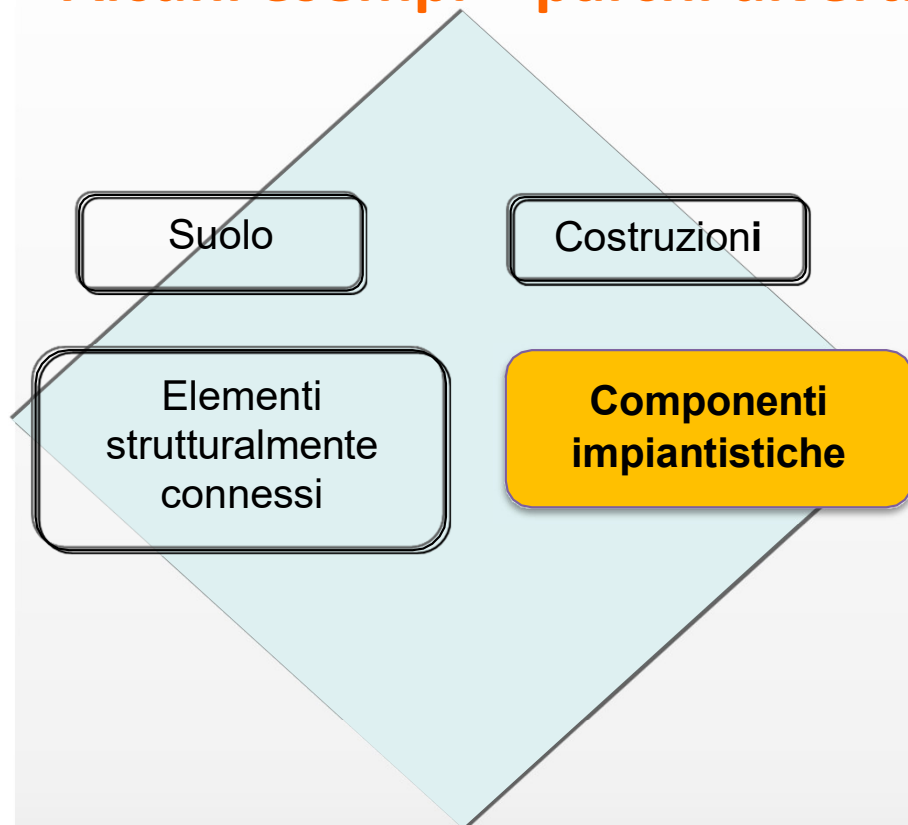 Suolo
Costruzioni
Elementi
strutturalmente
connessi
Componenti
impiantistiche